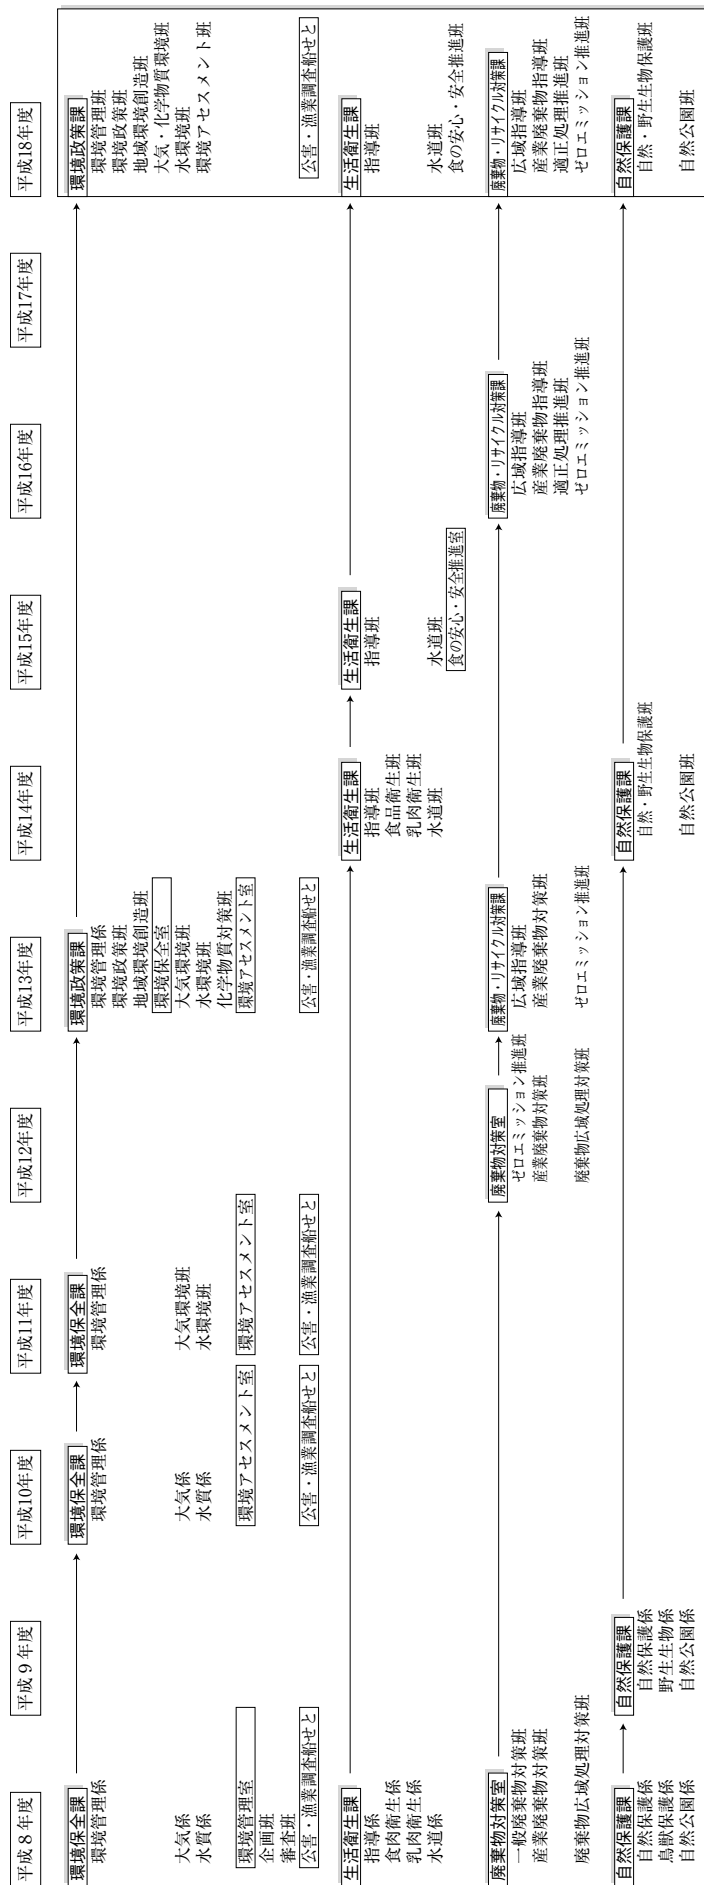 平成8年度
平成9年度
平成10年度
平成11年度
平成12年度
平成13年度
平成14年度
平成15年度
平成16年度
平成17年度
平成18年度
環境保全課
環境管理係
大気係
水質係
環境管理室
企画班
審査班
公害・漁業調査船せと
環境保全課
環境管理係
大気係
水質係
環境アセスメント室
公害・漁業調査船せと
環境保全課
環境管理係
大気環境班
水環境班
環境アセスメント室
公害・漁業調査船せと
環境政策課
環境管理係
環境政策班
地域環境創造班
環境保全室
大気環境班
水環境班
化学物質対策班
環境アセスメント室
公害・漁業調査船せと
環境政策課
環境管理班
環境政策班
地域環境創造班
大気・化学物質環境班
水環境班
環境アセスメント班
公害・漁業調査船せと
生活衛生課
指導係
食肉衛生係
乳肉衛生係
水道係
生活衛生課
指導班
食品衛生班
乳肉衛生班
水道班
生活衛生課
指導班
水道班
食の安心・安全推進室
生活衛生課
指導班
水道班
食の安心・安全推進班
廃棄物対策室
一般廃棄物対策班
産業廃棄物対策班
廃棄物広域処理対策班
廃棄物対策室
ゼロエミッション推進班
産業廃棄物対策班
廃棄物広域処理対策班
廃棄物・リサイクル対策課
広域指導班
産業廃棄物対策班
ゼロエミッション推進班
廃棄物・リサイクル対策課
広域指導班
産業廃棄物指導班
適正処理推進班
ゼロエミッション推進班
廃棄物・リサイクル対策課
広域指導班
産業廃棄物指導班
適正処理推進班
ゼロエミッション推進班
自然保護課
自然保護係
鳥獣保護係
自然公園係
自然保護課
自然保護係
野生生物係
自然公園係
自然保護課
自然・野生生物保護班
自然公園班
自然保護課
自然・野生生物保護班
自然公園班